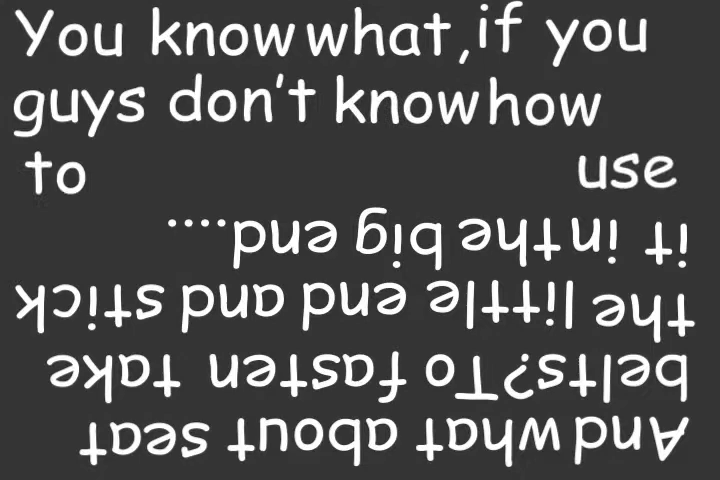 You know what, if you
guys don't know how
to use
And what about seat
belts? To fasten take
the little end and stick
it in the big end....